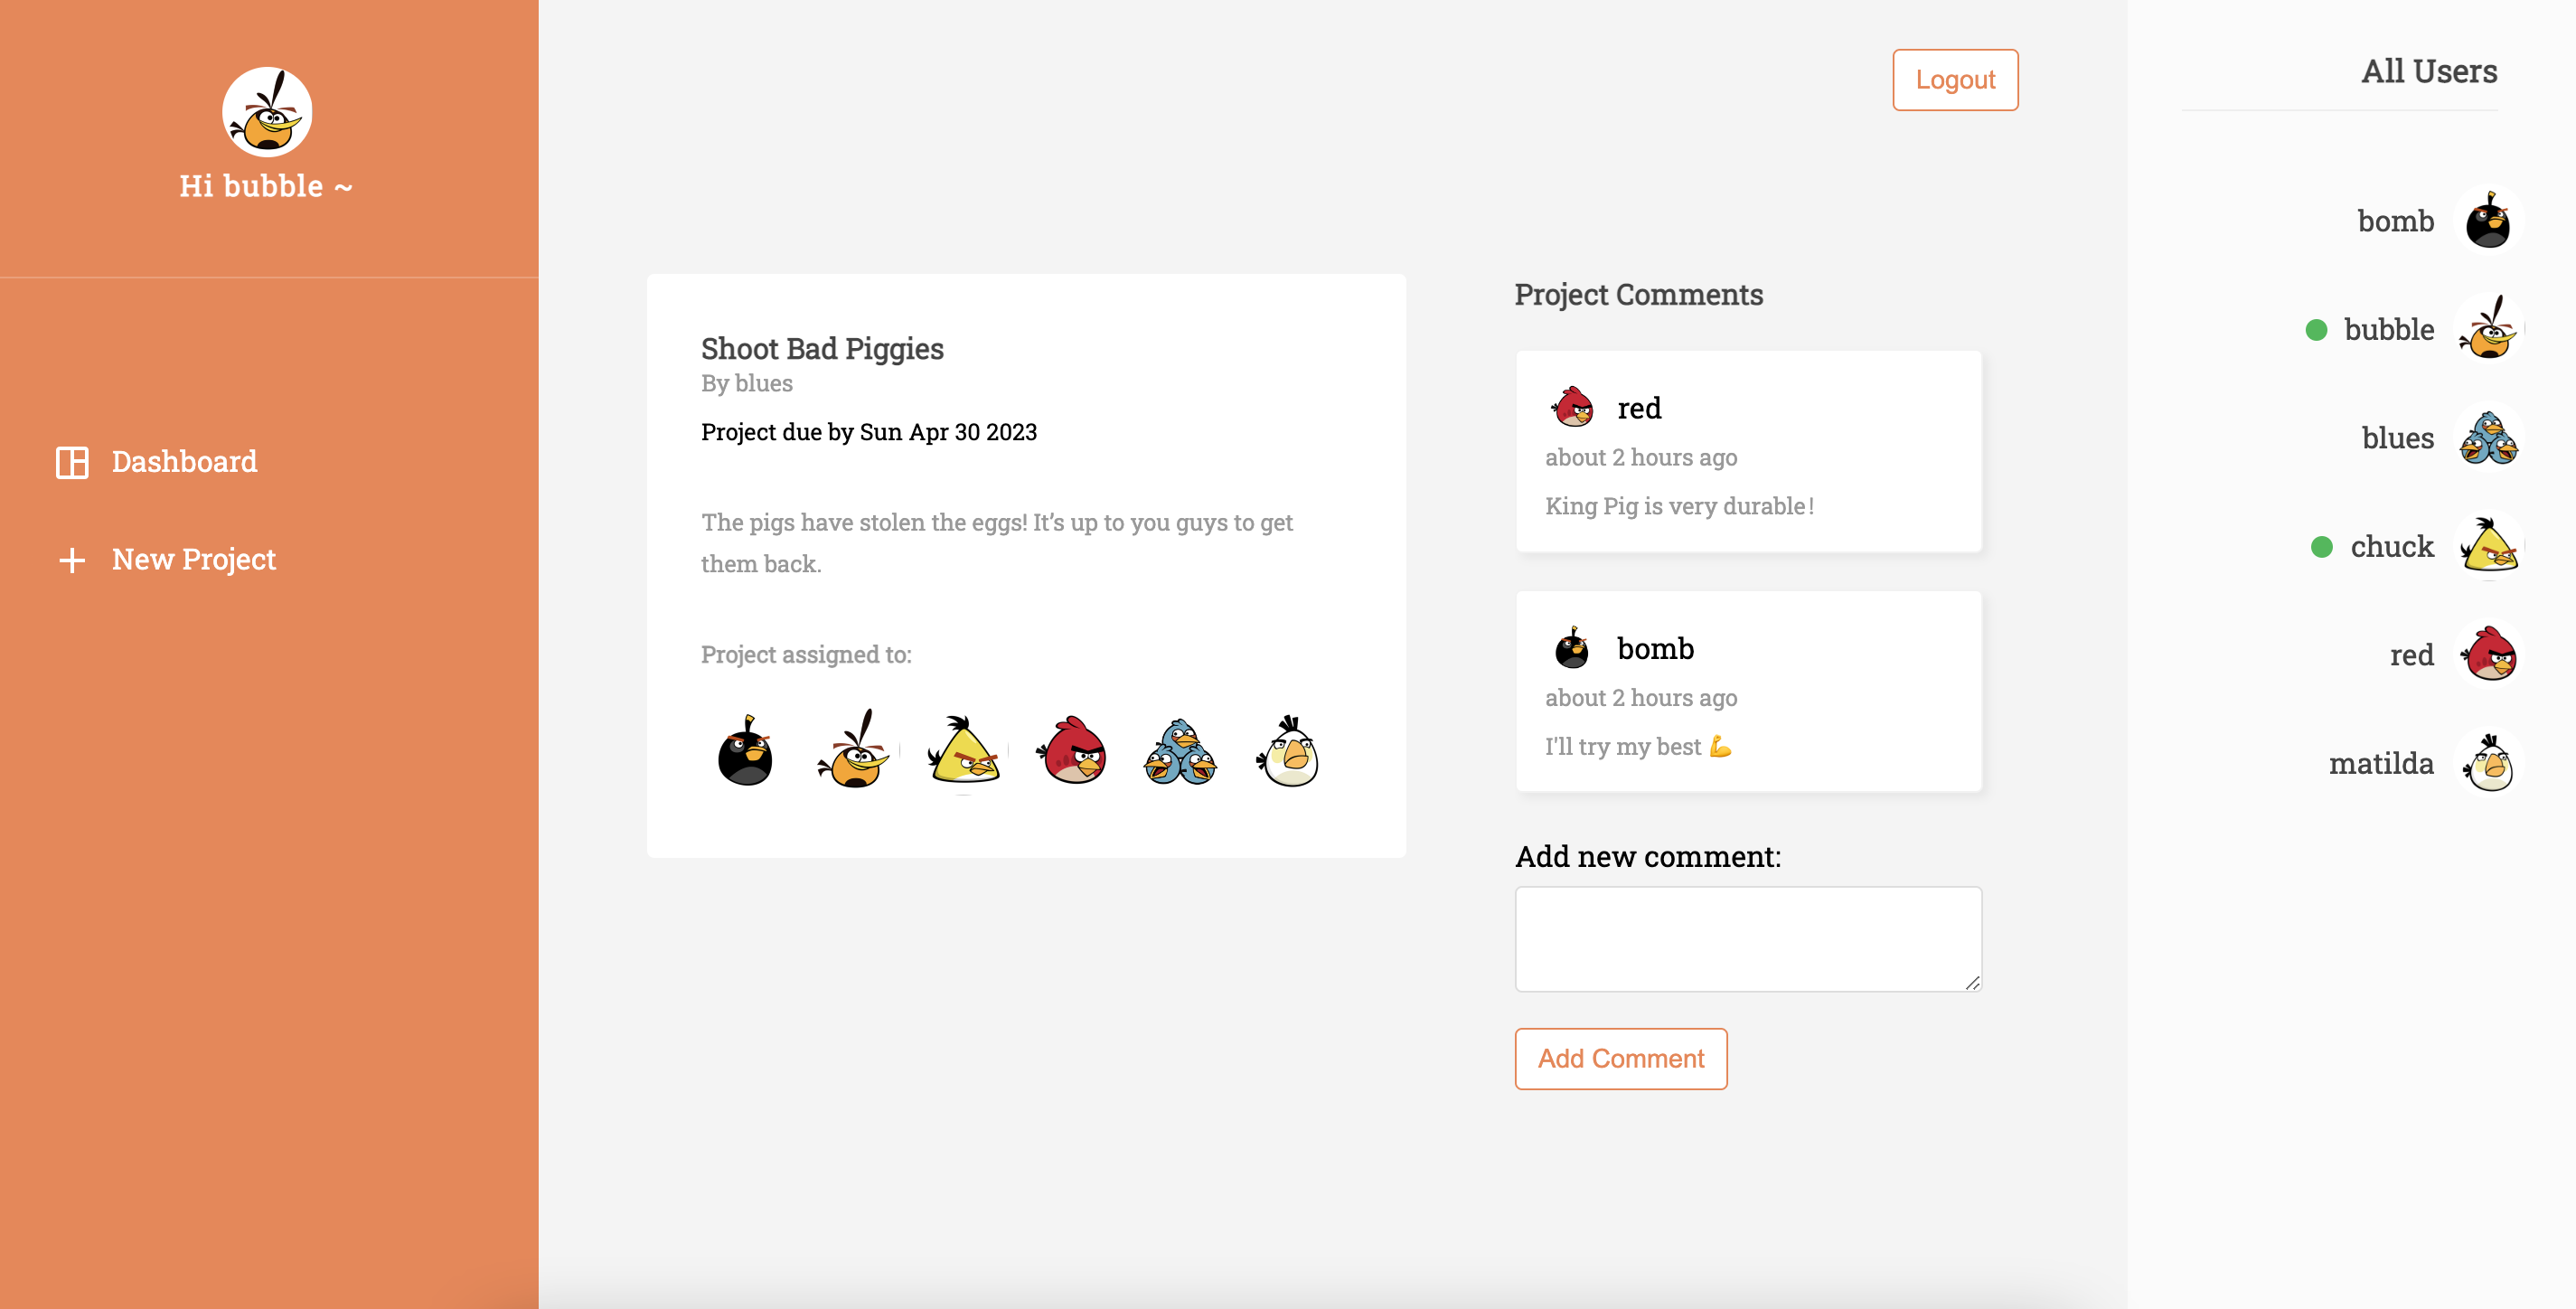 Hi bubble ~
Dashboard
New Project
Logout
Shoot Bad Piggies
By blues
Project due by Sun Apr 30 2023
The pigs have stolen the eggs! It’s up to you guys to get
them back.
Project assigned to:
Project Comments
red
about 2 hours ago
King Pig is very durable!
bomb
about 2 hours ago
I'll try my best 💪
Add new comment:
Add Comment
All Users
bomb
bubble
blues
chuck
red
matilda